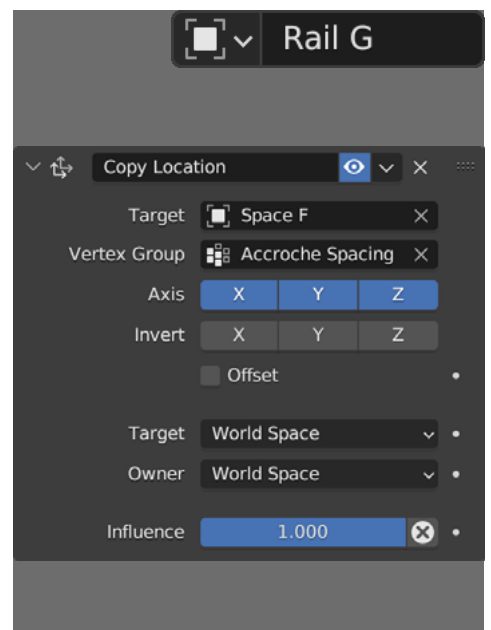 Rail G
Copy Location
Target Space F
Vertex Group Accroche Spacing
Axis X Y Z
Invert X Y Z
Offset
Target World Space
Owner World Space
Influence 1.000